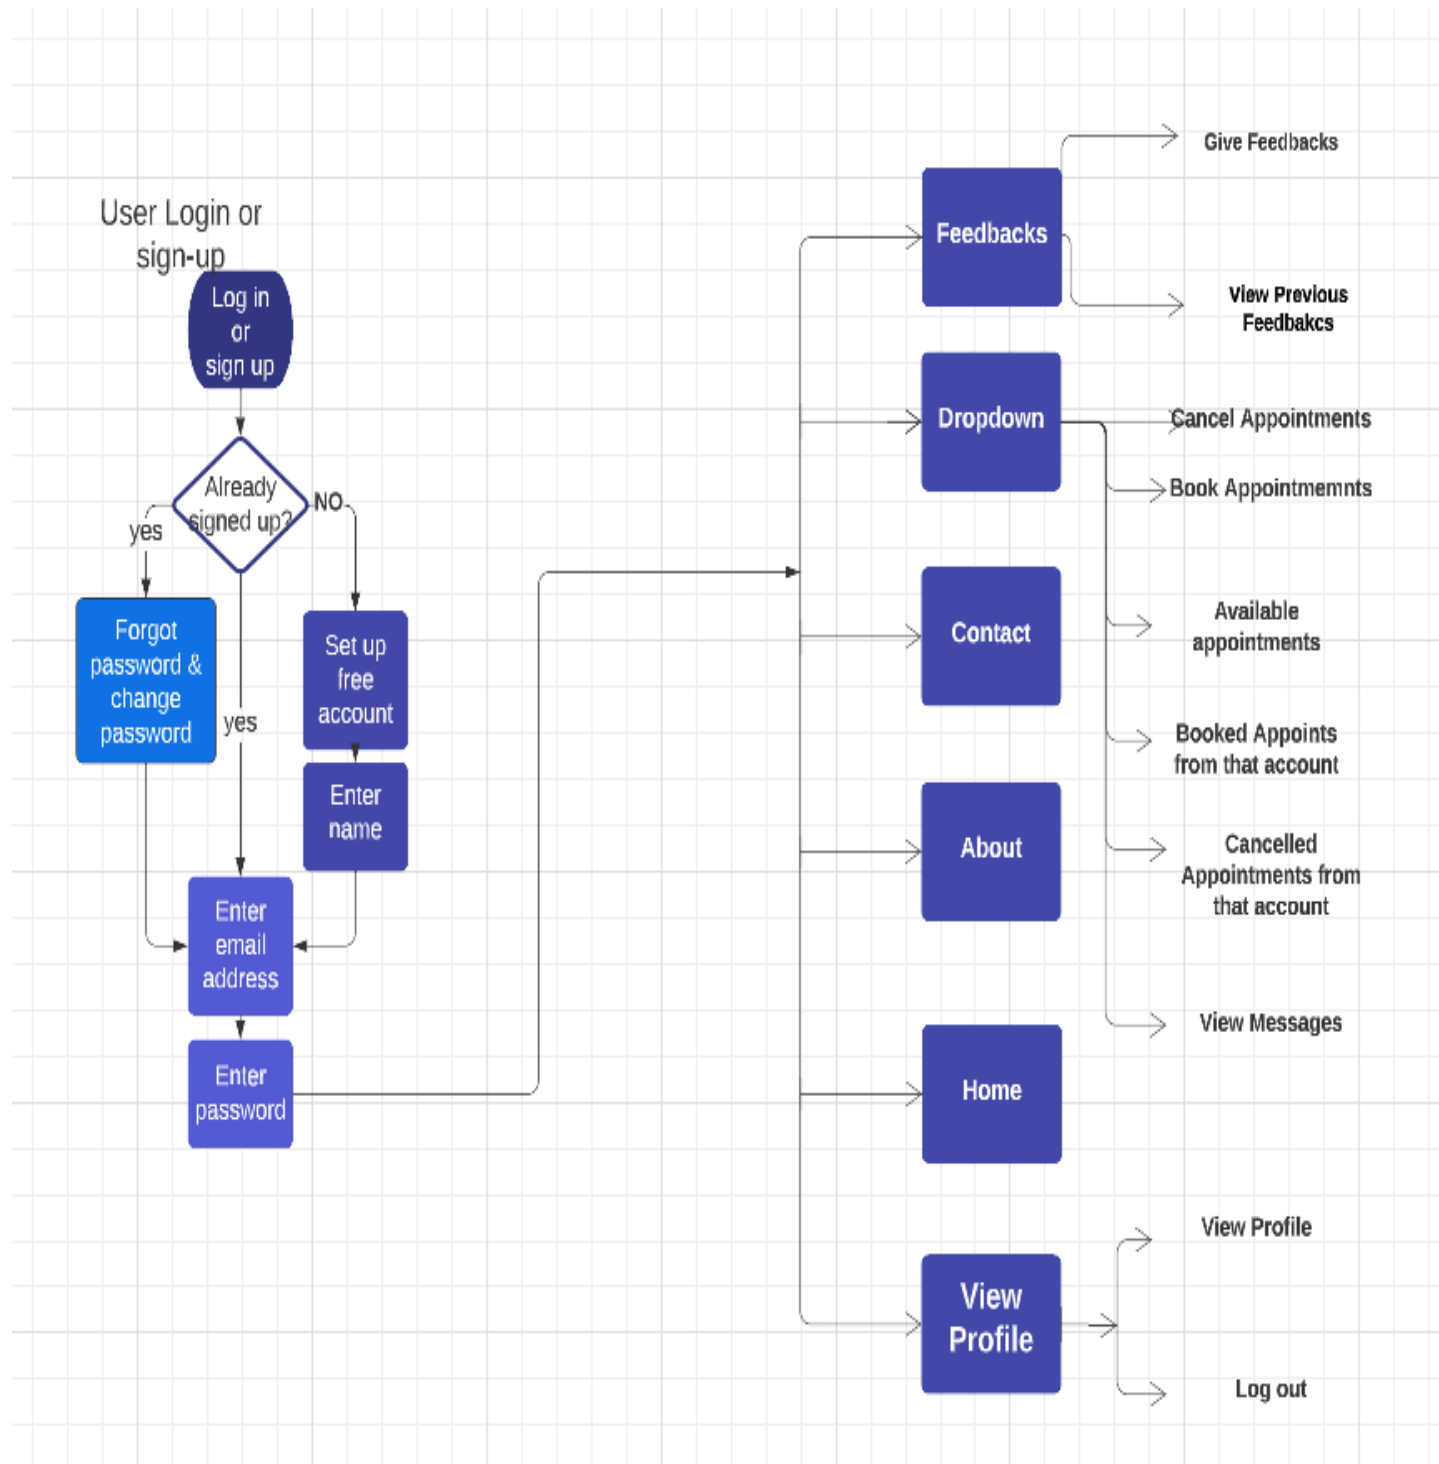 User Login or
sign-up
Log in
or
sign up
Already
signed up?
NO
yes
Forgot
password &
change
password
yes
Set up
free
account
Enter
name
Enter
email
address
Enter
password
Feedbacks
Give Feedbacks
View Previous
Feedbakcs
Dropdown
Cancel Appointments
Book Appointmemnts
Available
appointments
Booked Appoints
from that account
Cancelled
Appointments from
that account
View Messages
Contact
About
Home
View
Profile
View Profile
Log out